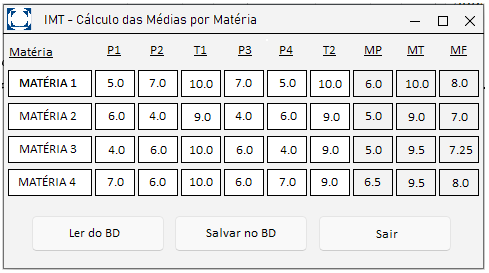 IMT - Cálculo das Médias por Matéria
Matéria P1 P2 T1 P3 P4 T2 MP MT MF
MATÉRIA 1 5.0 7.0 10.0 7.0 5.0 10.0 6.0 10.0 8.0
MATÉRIA 2 6.0 4.0 9.0 4.0 6.0 9.0 5.0 9.0 7.0
MATÉRIA 3 4.0 6.0 10.0 6.0 4.0 9.0 5.0 9.5 7.25
MATÉRIA 4 7.0 6.0 10.0 6.0 7.0 9.0 6.5 9.5 8.0
Ler do BD Salvar no BD Sair